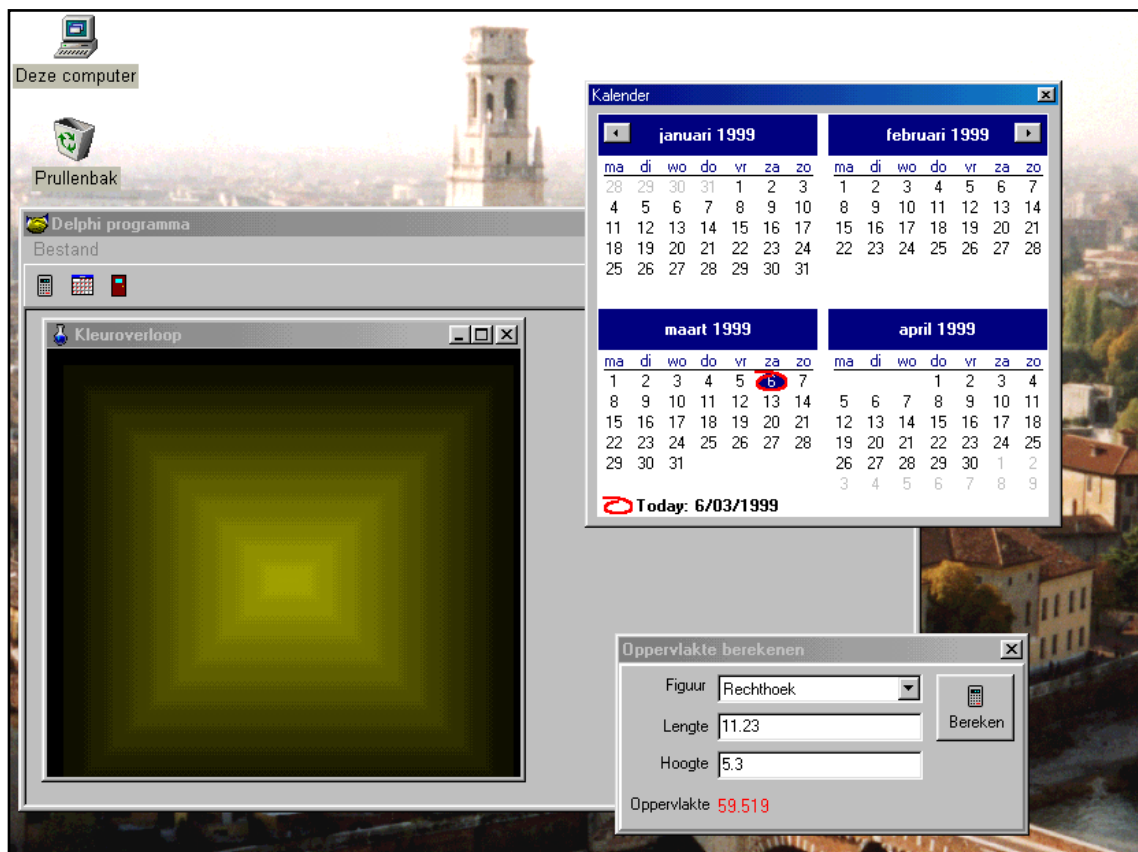 Deze computer
Prullenbak
Delphi programma
Bestand
Kleuroverloop
Kalender
januari 1999
ma di wo do vr za zo
28 29 30 31 1 2 3
4 5 6 7 8 9 10
11 12 13 14 15 16 17
18 19 20 21 22 23 24
25 26 27 28 29 30 31
februari 1999
ma di wo do vr za zo
1 2 3 4 5 6 7
8 9 10 11 12 13 14
15 16 17 18 19 20 21
22 23 24 25 26 27 28
maart 1999
ma di wo do vr za zo
1 2 3 4 5 6 7
8 9 10 11 12 13 14
15 16 17 18 19 20 21
22 23 24 25 26 27 28
29 30 31
april 1999
ma di wo do vr za zo
1 2 3 4
5 6 7 8 9 10 11
12 13 14 15 16 17 18
19 20 21 22 23 24 25
26 27 28 29 30 1 2
3 4 5 6 7 8 9
Today: 6/03/1999
Oppervlakte berekenen
Figuur Rechthoek
Lengte 11.23
Hoogte 5.3
Bereken
Oppervlakte 59.519